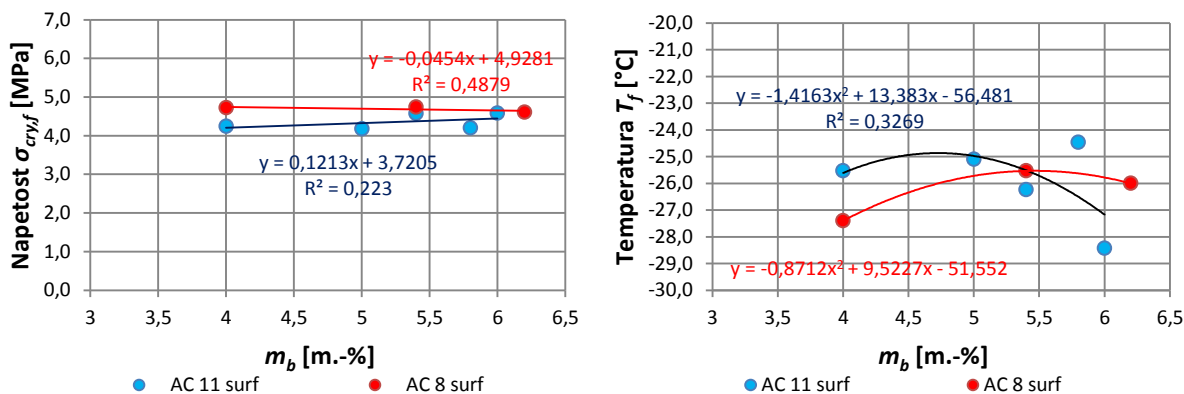 Napetost σcry,f [MPa]
7,0
6,0
5,0
4,0
3,0
2,0
1,0
0,0
y = -0,0454x + 4,9281
R² = 0,4879
y = 0,1213x + 3,7205
R² = 0,223
3 3,5 4 4,5 5 5,5 6 6,5
mb [m.-%]
AC 11 surf AC 8 surf
Temperatura Tf [°C]
-20,0
-21,0
-22,0
-23,0
-24,0
-25,0
-26,0
-27,0
-28,0
-29,0
-30,0
y = -1,4163x² + 13,383x - 56,481
R² = 0,3269
y = -0,8712x² + 9,5227x - 51,552
3 3,5 4 4,5 5 5,5 6 6,5
mb [m.-%]
AC 11 surf AC 8 surf